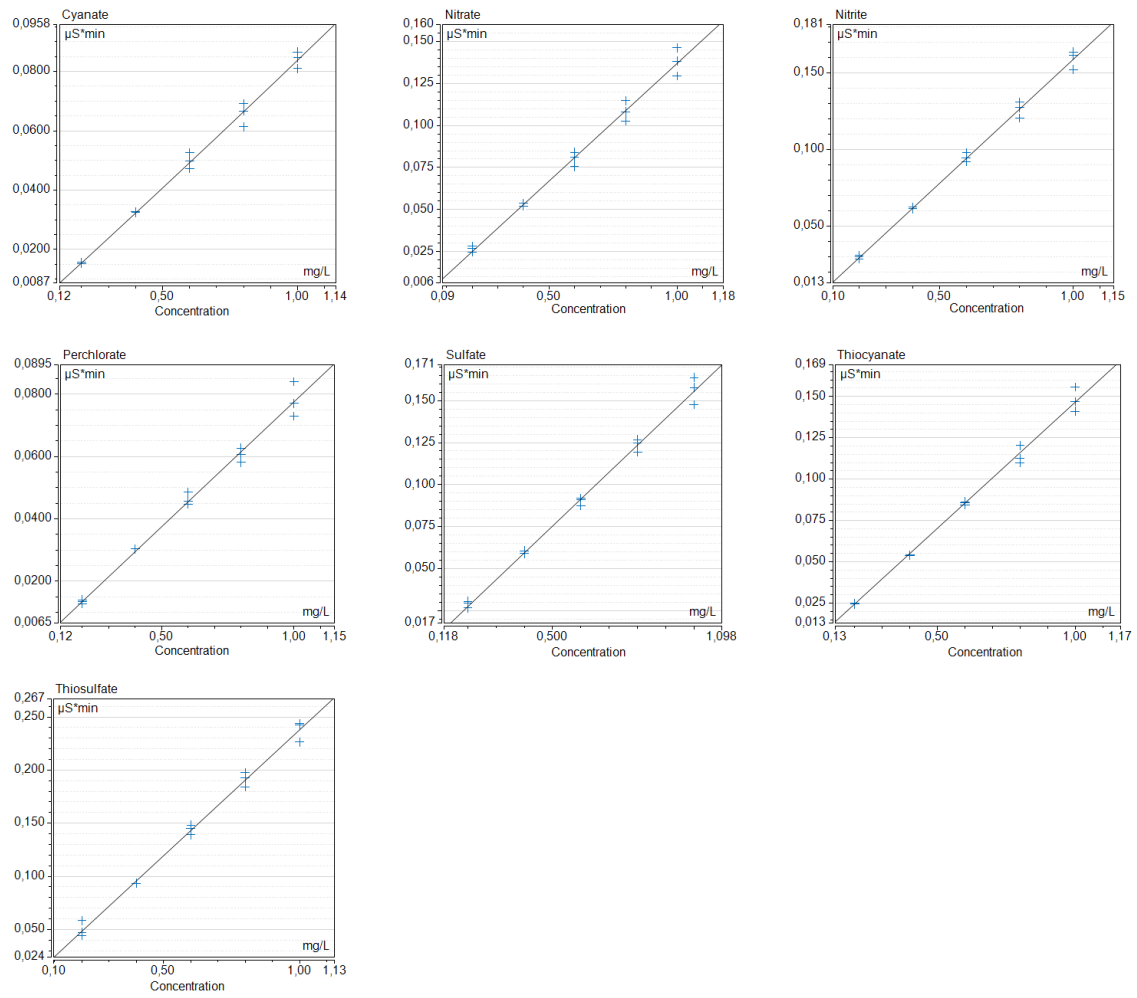 Cyanate
0,0958
µS*min
0,0800
0,0600
0,0400
0,0200
0,0087
mg/L
0,12 0,50 1,00 1,14
Concentration
Nitrate
0,160
µS*min
0,150
0,125
0,100
0,075
0,050
0,025
0,006
mg/L
0,09 0,50 1,00 1,18
Concentration
Nitrite
0,181
µS*min
0,150
0,100
0,050
0,013
mg/L
0,10 0,50 1,00 1,15
Concentration
Perchlorate
0,0895
µS*min
0,0800
0,0600
0,0400
0,0200
0,0065
mg/L
0,12 0,50 1,00 1,15
Concentration
Sulfate
0,171
µS*min
0,150
0,125
0,100
0,075
0,050
0,017
mg/L
0,118 0,500 1,098
Concentration
Thiocyanate
0,169
µS*min
0,150
0,125
0,100
0,075
0,050
0,025
0,013
mg/L
0,13 0,50 1,00 1,17
Concentration
Thiosulfate
0,267
µS*min
0,250
0,200
0,150
0,100
0,050
0,024
mg/L
0,10 0,50 1,00 1,13
Concentration